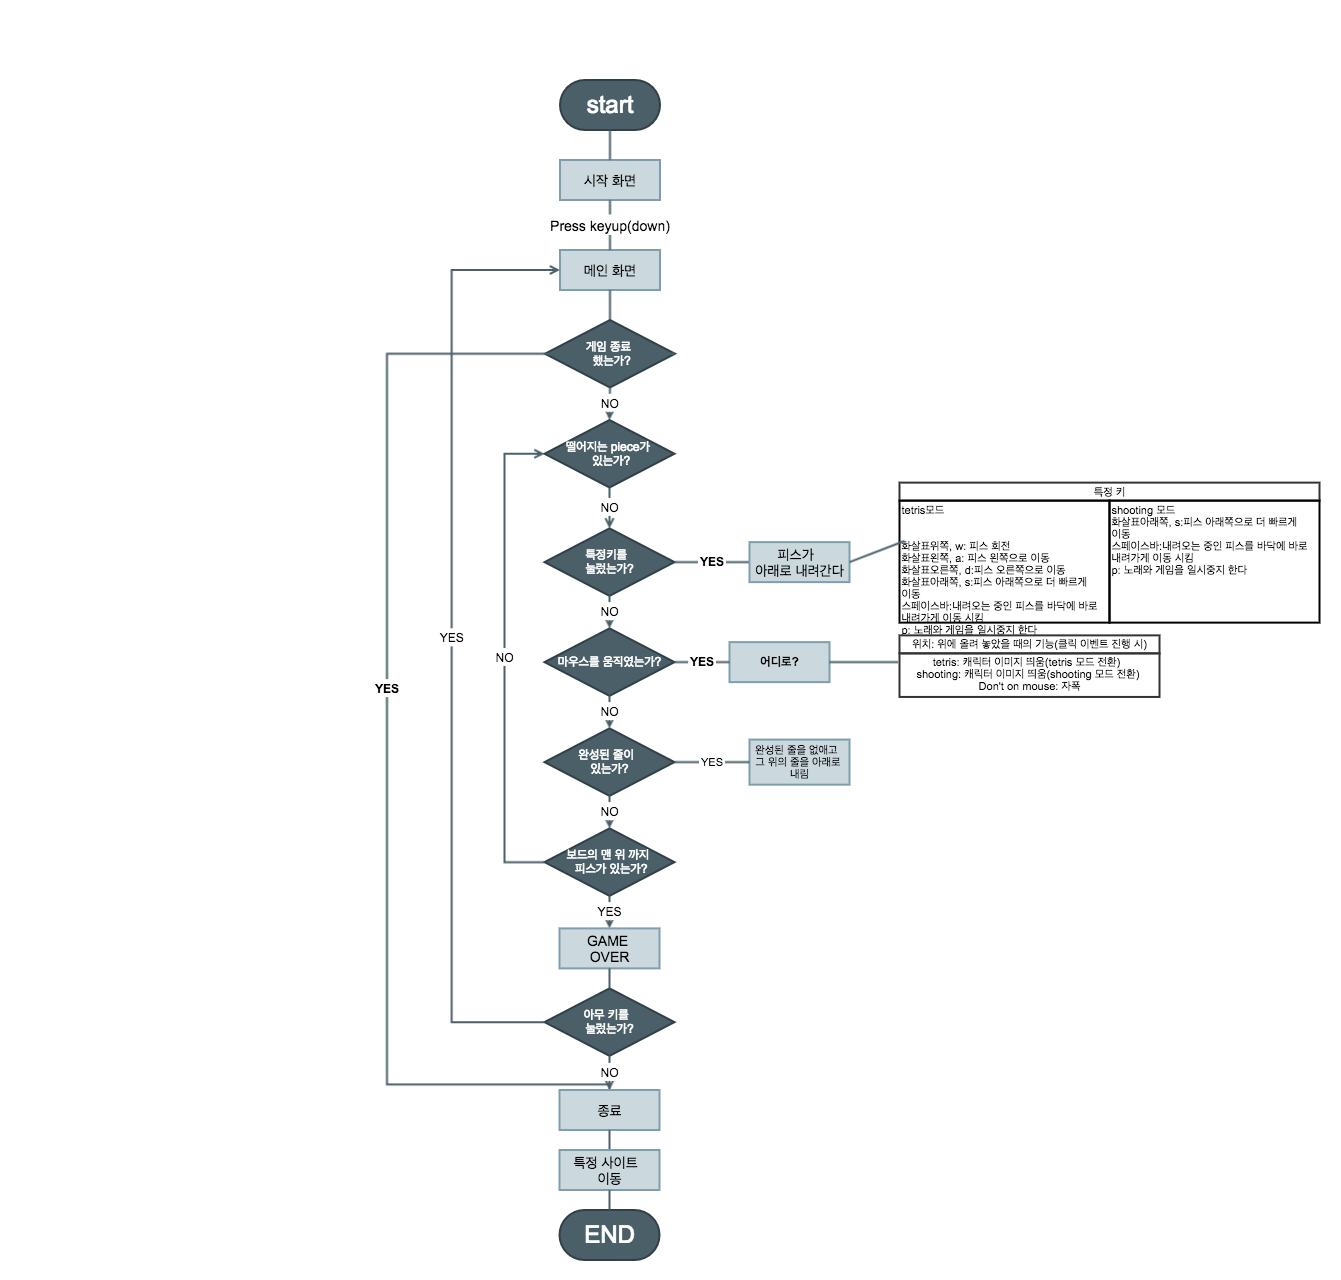 start
시작 화면
Press keyup(down)
메인 화면
게임 종료
했는가?
NO
떨어지는 piece가
있는가?
NO
특정키를
눌렀는가?
YES
피스가
아래로 내려간다
특정 키
tetris모드
화살표위쪽, w: 피스 회전
화살표왼쪽, a: 피스 왼쪽으로 이동
화살표오른쪽, d:피스 오른쪽으로 이동
화살표아래쪽, s:피스 아래쪽으로 더 빠르게
이동
스페이스바:내려오는 중인 피스를 바닥에 바로
내려가게 이동 시킴
p: 노래와 게임을 일시중지 한다
shooting 모드
화살표아래쪽, s:피스 아래쪽으로 더 빠르게
이동
스페이스바:내려오는 중인 피스를 바닥에 바로
내려가게 이동 시킴
p: 노래와 게임을 일시중지 한다
NO
마우스를 움직였는가?
YES
어디로?
위치: 위에 올려 놓았을 때의 기능(클릭 이벤트 진행 시)
tetris: 캐릭터 이미지 띄움(tetris 모드 전환)
shooting: 캐릭터 이미지 띄움(shooting 모드 전환)
Don't on mouse: 자폭
YES
NO
YES
NO
완성된 줄이
있는가?
YES
완성된 줄을 없애고
그 위의 줄을 아래로
내림
NO
보드의 맨 위 까지
피스가 있는가?
YES
GAME
OVER
아무 키를
눌렀는가?
NO
종료
특정 사이트
이동
END